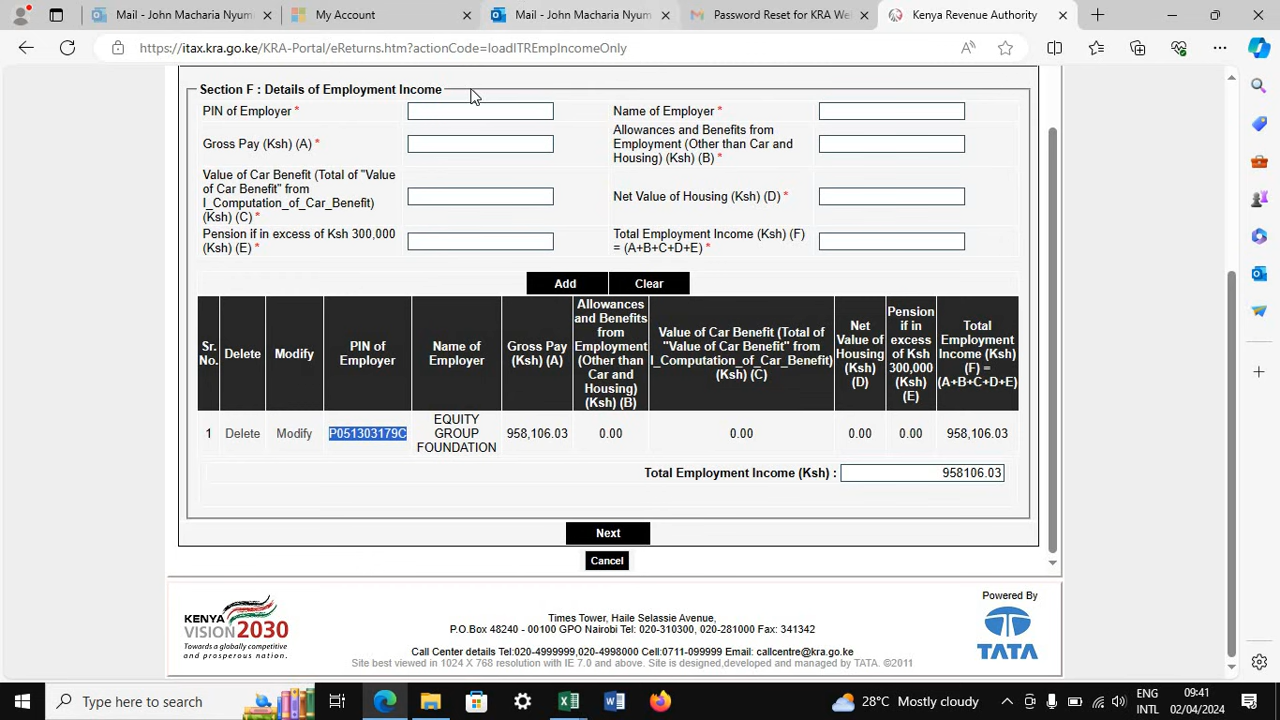 Mail - John Macharia Nyum
My Account
Mail - John Macharia Nyum
Password Reset for KRA We
Kenya Revenue Authority
https://itax.kra.go.ke/KRA-Portal/eReturns.htm?actionCode=loadITREmpIncomeOnly
Section F : Details of Employment Income
PIN of Employer *
Name of Employer *
Gross Pay (Ksh) (A) *
Allowances and Benefits from
Employment (Other than Car and
Housing) (Ksh) (B) *
Value of Car Benefit (Total of "Value
of Car Benefit" from
I_Computation_of_Car_Benefit)
(Ksh) (C) *
Net Value of Housing (Ksh) (D) *
Pension if in excess of Ksh 300,000
(Ksh) (E) *
Total Employment Income (Ksh) (F)
= (A+B+C+D+E) *
Add
Clear
Sr.
No.
Delete
Modify
PIN of
Employer
Name of
Employer
Gross Pay
(Ksh) (A)
Allowances
and Benefits
from
Employment
(Other than
Car and
Housing)
(Ksh) (B)
Value of Car Benefit (Total of
"Value of Car Benefit" from
I_Computation_of_Car_Benefit)
(Ksh) (C)
Net
Value of
Housing
(Ksh)
(D)
Pension
if in
excess
of Ksh
300,000
(Ksh)
(E)
Total
Employment
Income (Ksh)
(F) =
(A+B+C+D+E)
1
Delete
Modify
P051303179C
EQUITY
GROUP
FOUNDATION
958,106.03
0.00
0.00
0.00
0.00
958,106.03
Total Employment Income (Ksh) :
958106.03
Next
Cancel
KENYA
VISION 2030
Towards a globally competitive
and prosperous nation.
Times Tower, Haile Selassie Avenue,
P.O.Box 48240 - 00100 GPO Nairobi Tel: 020-310300, 020-281000 Fax: 341342
Call Center details Tel:020-4999999,020-4998000 Cell:0711-099999 Email: callcentre@kra.go.ke
Site best viewed in 1024 X 768 resolution with IE 7.0 and above. Site is designed,developed and managed by TATA. ©2011
Powered By
TATA
Type here to search
28°C Mostly cloudy
ENG
INTL
09:41
02/04/2024